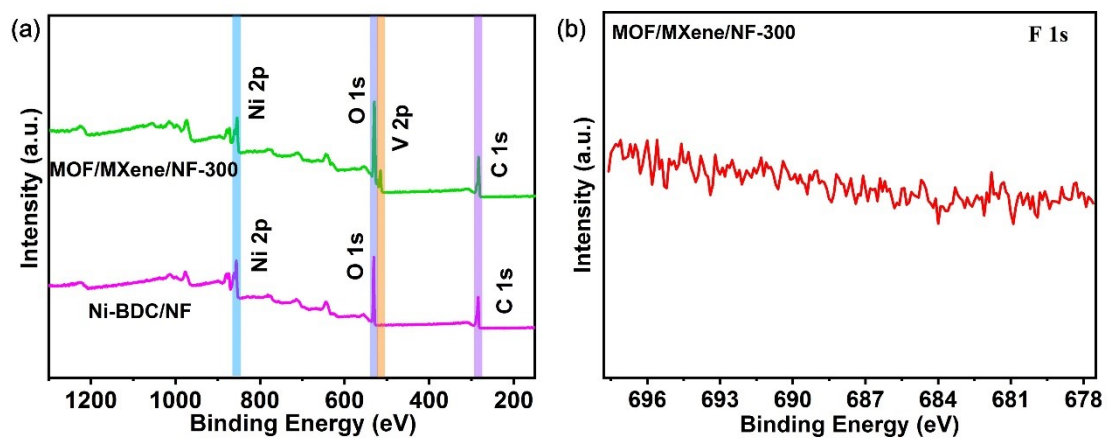 (a)
Ni 2p
O 1s
V 2p
C 1s
MOF/MXene/NF-300
Ni 2p
O 1s
C 1s
Ni-BDC/NF
Intensity (a.u.)
1200 1000 800 600 400 200
Binding Energy (eV)
(b)
MOF/MXene/NF-300 F 1s
Intensity (a.u.)
696 693 690 687 684 681 678
Binding Energy (eV)